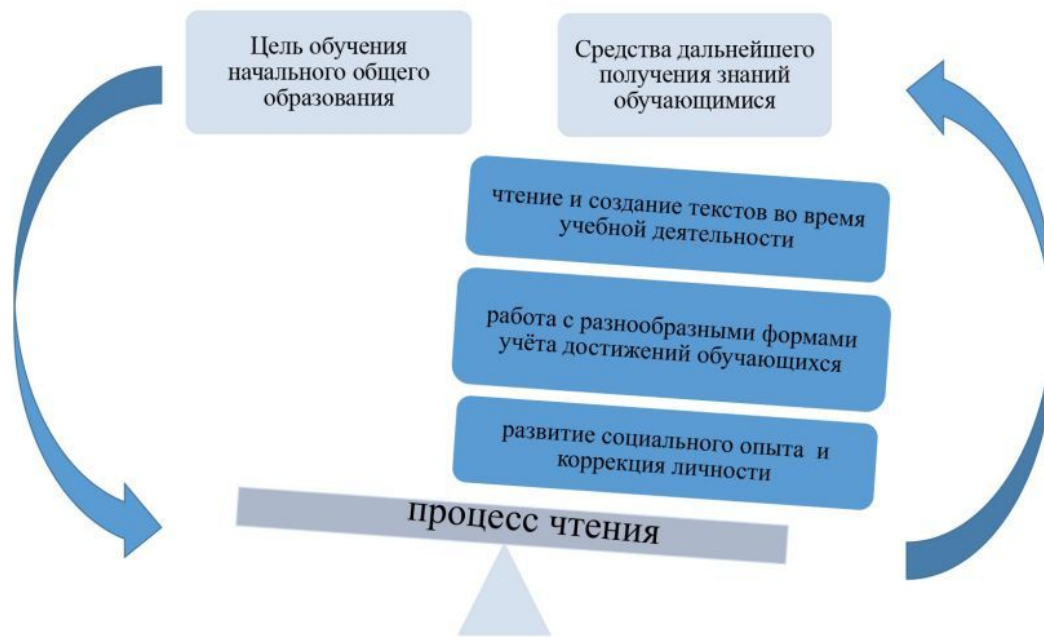 Цель обучения
начального общего
образования
Средства дальнейшего
получения знаний
обучающимися
чтение и создание текстов во время
учебной деятельности
работа с разнообразными формами
учёта достижений обучающихся
развитие социального опыта и
коррекция личности
процесс чтения